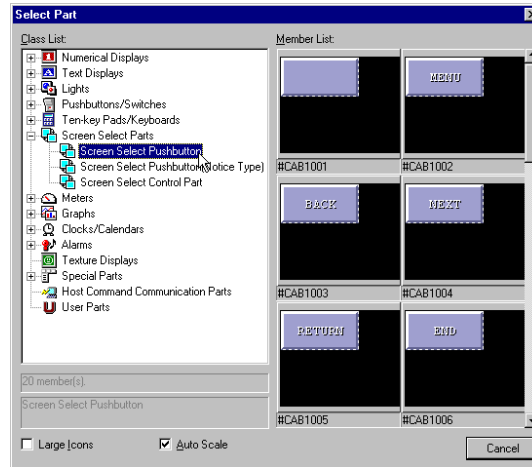 Select Part
Class List:
Member List:
Numerical Displays
Text Displays
Lights
Pushbuttons/Switches
Ten-key Pads/Keyboards
Screen Select Parts
Screen Select Pushbutton
Screen Select Pushbutton(Notice Type)
Screen Select Control Part
Meters
Graphs
Clocks/Calendars
Alarms
Texture Displays
Special Parts
Host Command Communication Parts
User Parts
MENU
#CAB1001 #CAB1002
BACK NEXT
#CAB1003 #CAB1004
RETURN END
#CAB1005 #CAB1006
20 member(s).
Screen Select Pushbutton
Large Icons
Auto Scale
Cancel